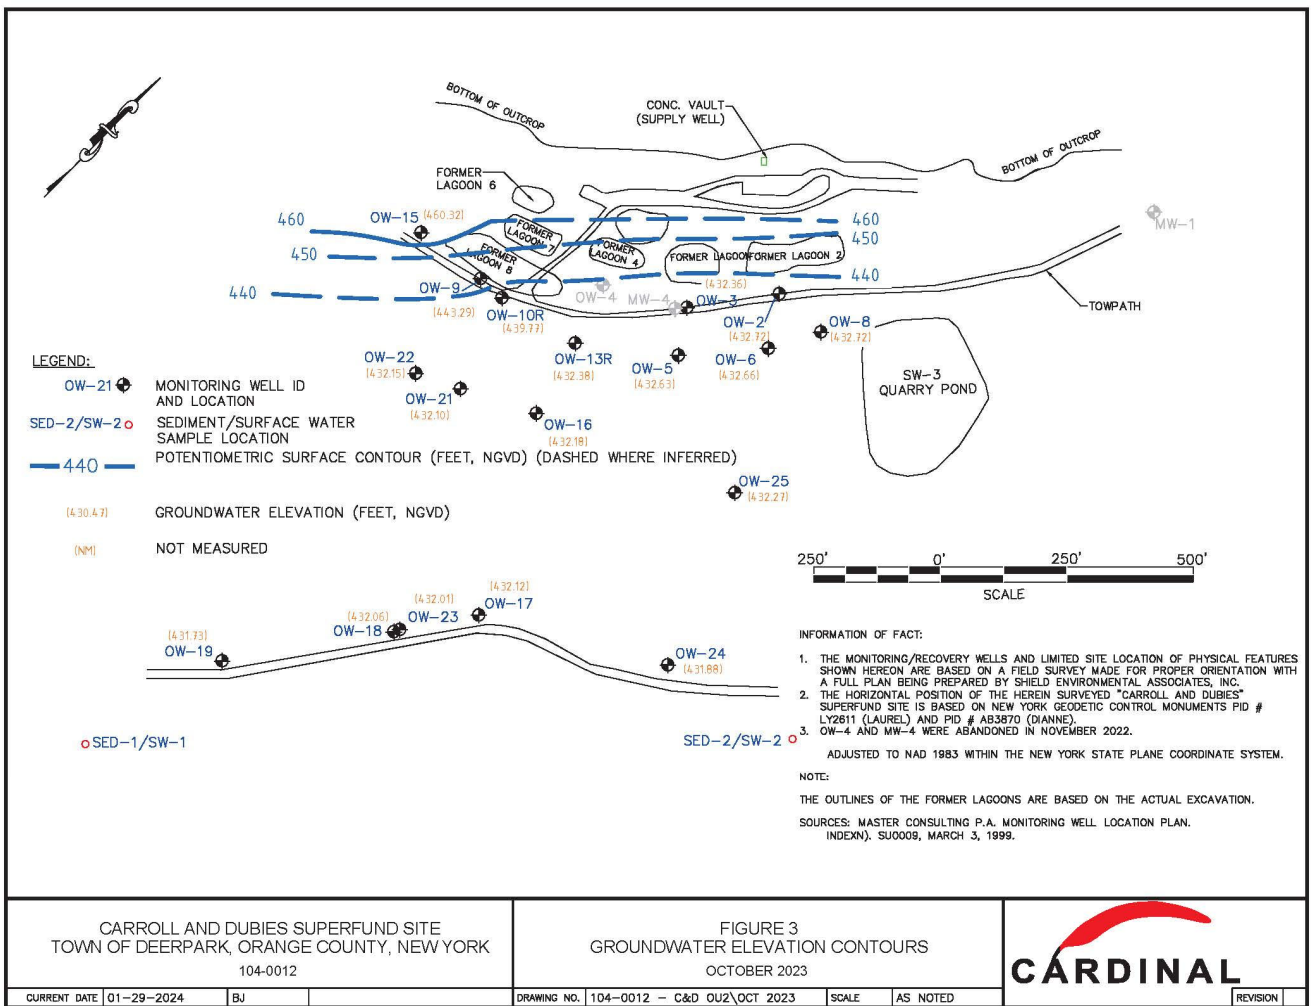 BOTTOM OF OUTCROP
CONC. VAULT
(SUPPLY WELL)
BOTTOM OF OUTCROP
FORMER
LAGOON 6
MW-1
460
OW-15 (460.32)
FORMER
LAGOON 7
460
450
450
FORMER
LAGOON 8
FORMER
LAGOON 4
FORMER LAGOON
FORMER LAGOON 2
440
440
OW-9
(443.29)
OW-10R
(439.77)
OW-4
MW-4
(432.36)
OW-3
OW-2
(432.72)
OW-8
(432.72)
TOWPATH
OW-22
(432.15)
OW-21
(432.10)
OW-13R
(432.38)
OW-5
(432.63)
OW-6
(432.66)
SW-3
QUARRY POND
OW-16
(432.18)
OW-25
(432.27)
LEGEND:
OW-21 MONITORING WELL ID
AND LOCATION
SED-2/SW-2 SEDIMENT/SURFACE WATER
SAMPLE LOCATION
440 POTENTIOMETRIC SURFACE CONTOUR (FEET, NGVD) (DASHED WHERE INFERRED)
(430.47) GROUNDWATER ELEVATION (FEET, NGVD)
(NM) NOT MEASURED
250' 0' 250' 500'
SCALE
(432.12)
OW-17
(432.01)
OW-23
(432.06)
OW-18
(431.73)
OW-19
OW-24
(431.88)
SED-1/SW-1
SED-2/SW-2
INFORMATION OF FACT:
1. THE MONITORING/RECOVERY WELLS AND LIMITED SITE LOCATION OF PHYSICAL FEATURES
SHOWN HEREON ARE BASED ON A FIELD SURVEY MADE FOR PROPER ORIENTATION WITH
A FULL PLAN BEING PREPARED BY SHIELD ENVIRONMENTAL ASSOCIATES, INC.
2. THE HORIZONTAL POSITION OF THE HEREIN SURVEYED "CARROLL AND DUBIES"
SUPERFUND SITE IS BASED ON NEW YORK GEODETIC CONTROL MONUMENTS PID #
LY2611 (LAUREL) AND PID # AB3870 (DIANNE).
3. OW-4 AND MW-4 WERE ABANDONED IN NOVEMBER 2022.
ADJUSTED TO NAD 1983 WITHIN THE NEW YORK STATE PLANE COORDINATE SYSTEM.
NOTE:
THE OUTLINES OF THE FORMER LAGOONS ARE BASED ON THE ACTUAL EXCAVATION.
SOURCES: MASTER CONSULTING P.A. MONITORING WELL LOCATION PLAN.
INDEXN). SU0009, MARCH 3, 1999.
CARROLL AND DUBIES SUPERFUND SITE
TOWN OF DEERPARK, ORANGE COUNTY, NEW YORK
104-0012
FIGURE 3
GROUNDWATER ELEVATION CONTOURS
OCTOBER 2023
CARDINAL
CURRENT DATE 01-29-2024 BJ
DRAWING NO. 104-0012 - C&D OU2\OCT 2023 SCALE AS NOTED
REVISION